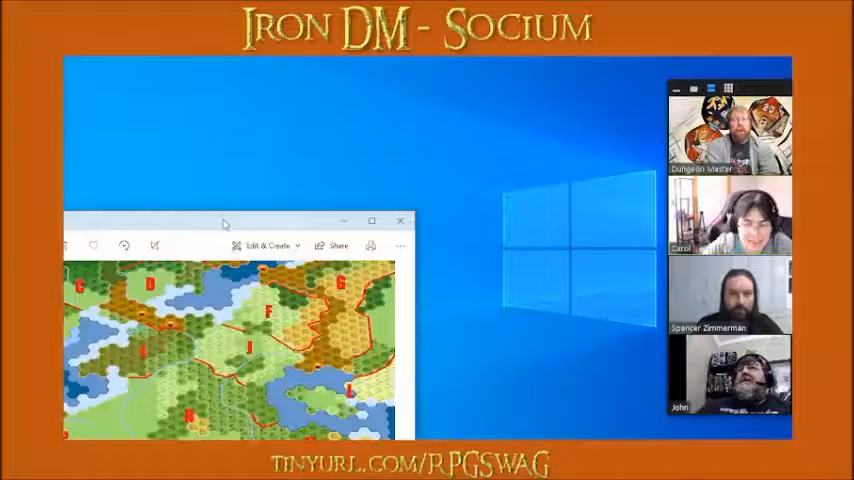 IRON DM - SOCIUM
Dungeon Master
Carol
Edit & Create
Share
C
D
G
F
J
Spencer Zimmerman
L
John
TINYURL.COM/RPGSWAG